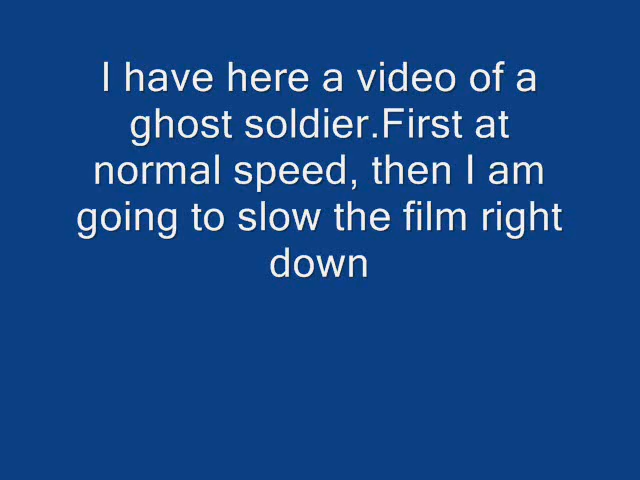 I have here a video of a
ghost soldier.First at
normal speed, then I am
going to slow the film right
down